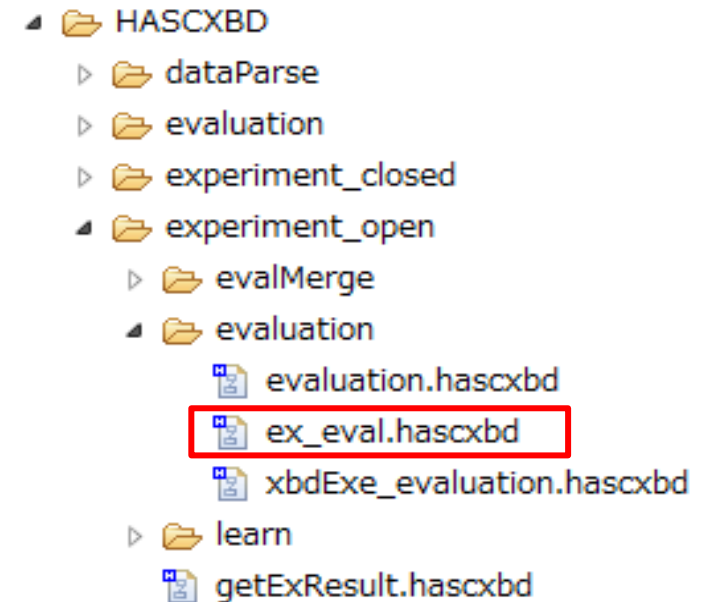 HASCXBD
dataParse
evaluation
experiment_closed
experiment_open
evalMerge
evaluation
evaluation.hascxbd
ex_eval.hascxbd
xbdExe_evaluation.hascxbd
learn
getExResult.hascxbd